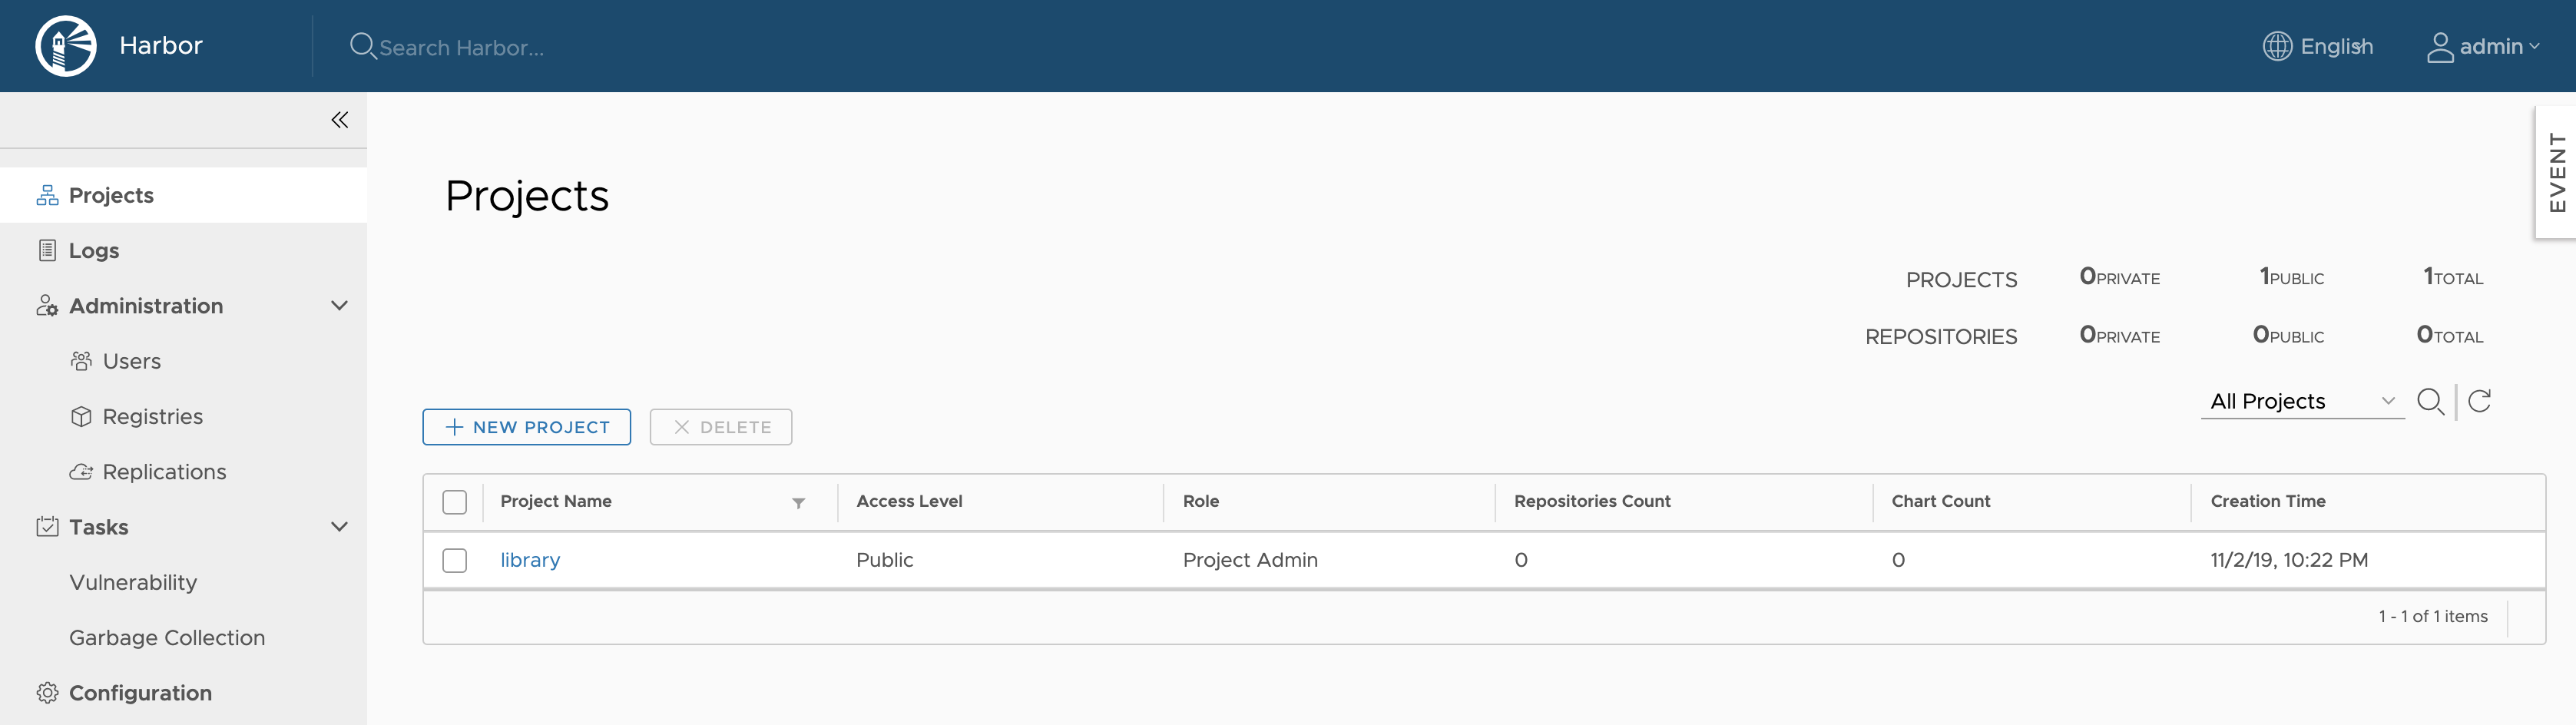 Harbor
Search Harbor...
English
admin
EVENT
Projects
Logs
Administration
Users
Registries
Replications
Tasks
Vulnerability
Garbage Collection
Configuration
Projects
PROJECTS 0PRIVATE 1PUBLIC 1TOTAL
REPOSITORIES 0PRIVATE 0PUBLIC 0TOTAL
All Projects
NEW PROJECT DELETE
Project Name Access Level Role Repositories Count Chart Count Creation Time
library Public Project Admin 0 0 11/2/19, 10:22 PM
1 - 1 of 1 items